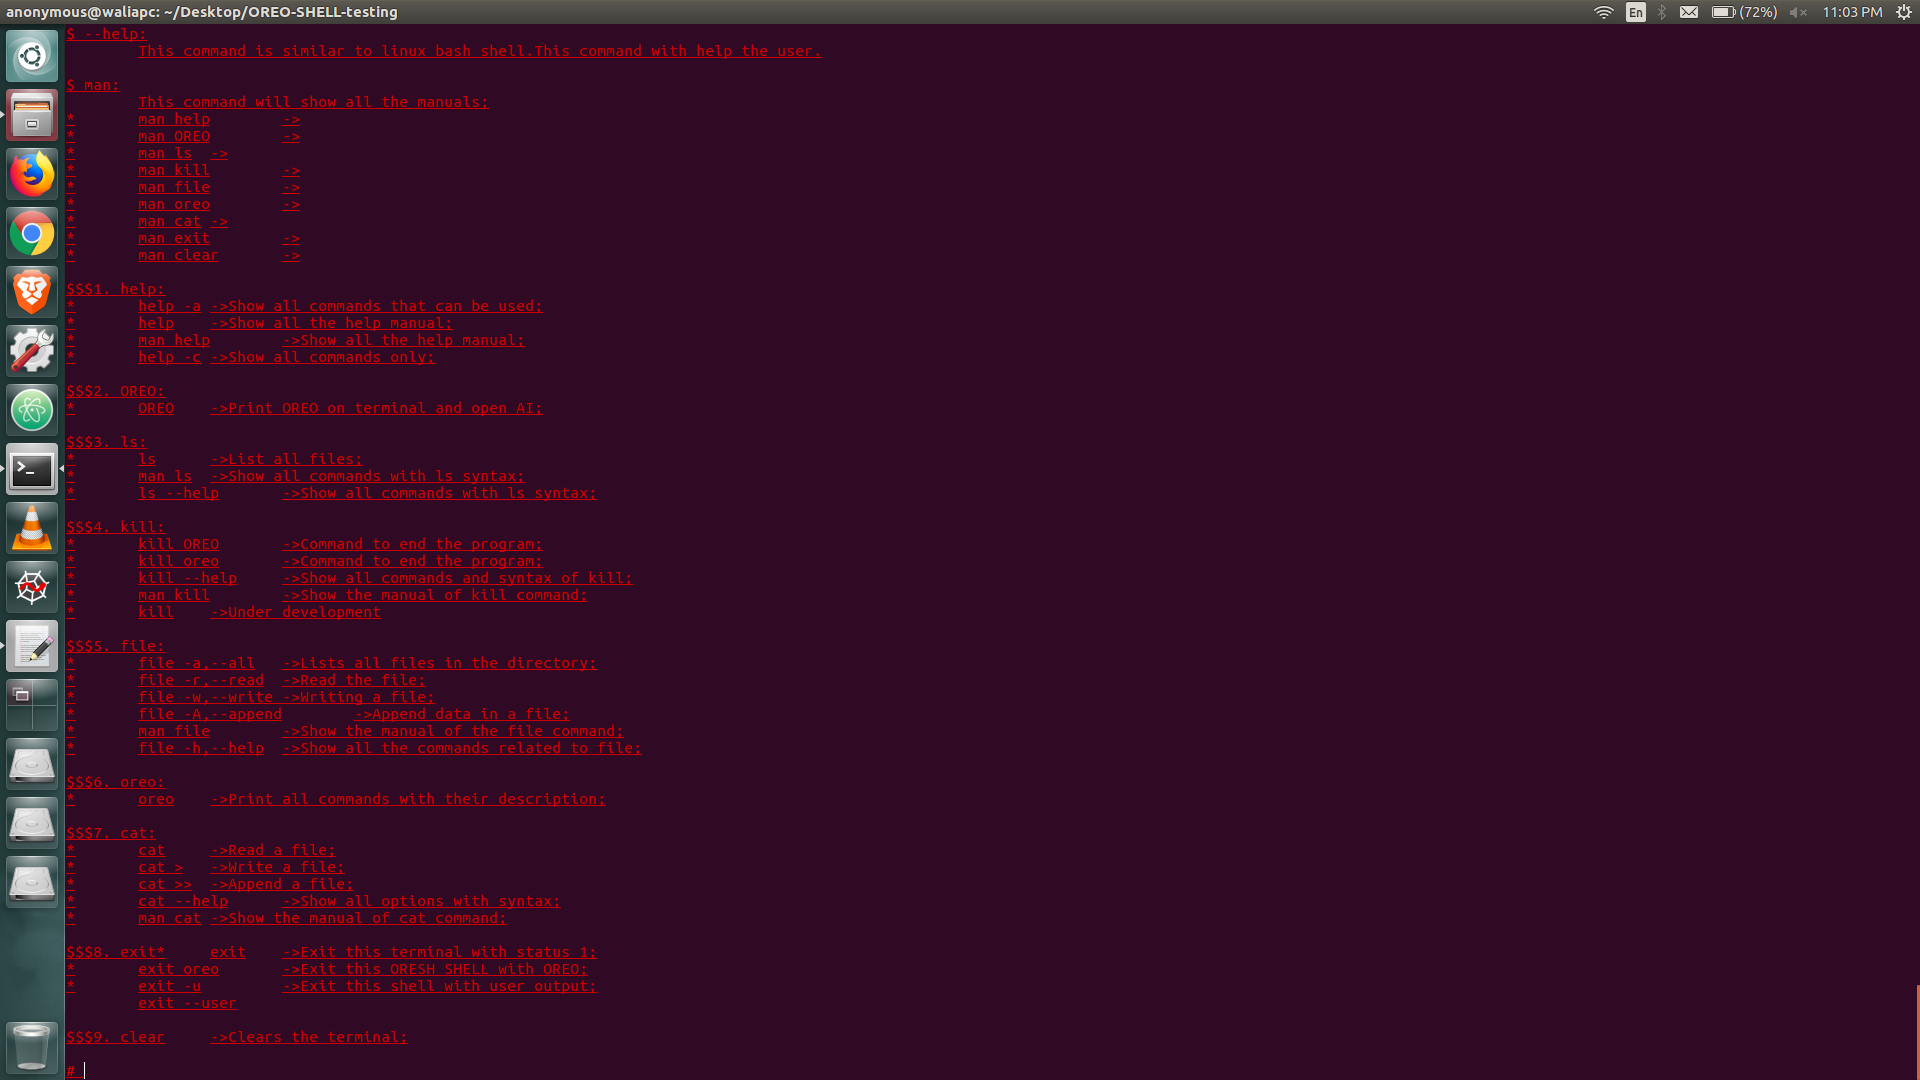 anonymous@waliapc: ~/Desktop/OREO-SHELL-testing
En
(72%)
11:03 PM
$ --help:
This command is similar to linux bash shell.This command with help the user.
$ man:
This command will show all the manuals;
* man help ->
* man OREO ->
* man ls ->
* man kill ->
* man file ->
* man oreo ->
* man cat ->
* man exit ->
* man clear ->
$$$1. help:
* help -a ->Show all commands that can be used;
* help ->Show all the help manual;
* man help ->Show all the help manual;
* help -c ->Show all commands only;
$$$2. OREO:
* OREO ->Print OREO on terminal and open AI;
$$$3. ls:
* ls ->List all files;
* man ls ->Show all commands with ls syntax;
* ls --help ->Show all commands with ls syntax;
$$$4. kill:
* kill OREO ->Command to end the program;
* kill oreo ->Command to end the program;
* kill --help ->Show all commands and syntax of kill;
* man kill ->Show the manual of kill command;
* kill ->Under development
$$$5. file:
* file -a,--all ->Lists all files in the directory;
* file -r,--read ->Read the file;
* file -w,--write ->Writing a file;
* file -A,--append ->Append data in a file;
* man file ->Show the manual of the file command;
* file -h,--help ->Show all the commands related to file;
$$$6. oreo:
* oreo ->Print all commands with their description;
$$$7. cat:
* cat ->Read a file;
* cat > ->Write a file;
* cat >> ->Append a file;
* cat --help ->Show all options with syntax;
* man cat ->Show the manual of cat command;
$$$8. exit* exit ->Exit this terminal with status 1;
* exit oreo ->Exit this ORESH SHELL with OREO;
* exit -u ->Exit this shell with user output;
exit --user
$$$9. clear ->Clears the terminal;
#